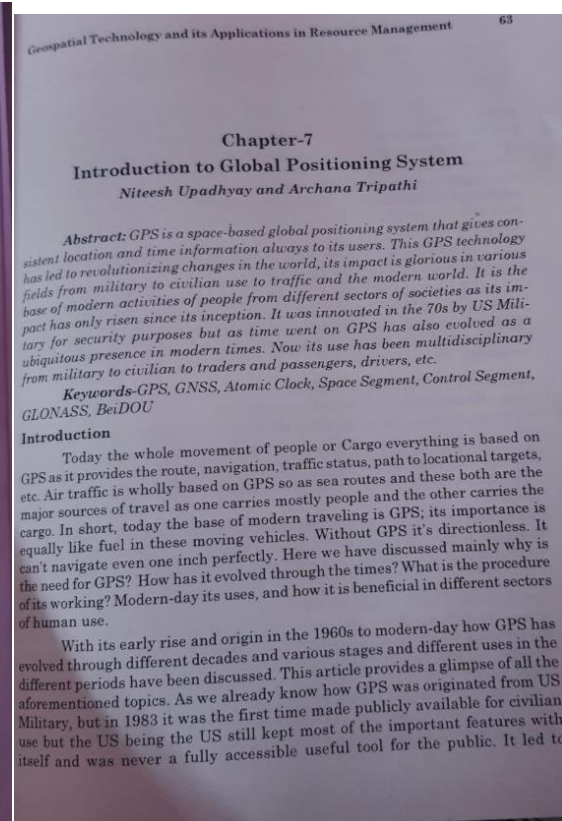 Geospatial Technology and its Applications in Resource Management
63
Chapter-7
Introduction to Global Positioning System
Niteesh Upadhyay and Archana Tripathi
Abstract: GPS is a space-based global positioning system that gives con-
sistent location and time information always to its users. This GPS technology
has led to revolutionizing changes in the world, its impact is glorious in various
fields from military to civilian use to traffic and the modern world. It is the
base of modern activities of people from different sectors of societies as its im-
pact has only risen since its inception. It was innovated in the 70s by US Mili-
tary for security purposes but as time went on GPS has also evolved as a
ubiquitous presence in modern times. Now its use has been multidisciplinary
from military to civilian to traders and passengers, drivers, etc.
Keywords-GPS, GNSS, Atomic Clock, Space Segment, Control Segment,
GLONASS, BeiDOU
Introduction
Today the whole movement of people or Cargo everything is based on
GPS as it provides the route, navigation, traffic status, path to locational targets,
etc. Air traffic is wholly based on GPS so as sea routes and these both are the
major sources of travel as one carries mostly people and the other carries the
cargo. In short, today the base of modern traveling is GPS; its importance is
equally like fuel in these moving vehicles. Without GPS it's directionless. It
can't navigate even one inch perfectly. Here we have discussed mainly why is
the need for GPS? How has it evolved through the times? What is the procedure
of its working? Modern-day its uses, and how it is beneficial in different sectors
of human use.
With its early rise and origin in the 1960s to modern-day how GPS has
evolved through different decades and various stages and different uses in the
different periods have been discussed. This article provides a glimpse of all the
aforementioned topics. As we already know how GPS was originated from US
Military, but in 1983 it was the first time made publicly available for civilian
use but the US being the US still kept most of the important features with
itself and was never a fully accessible useful tool for the public. It led to